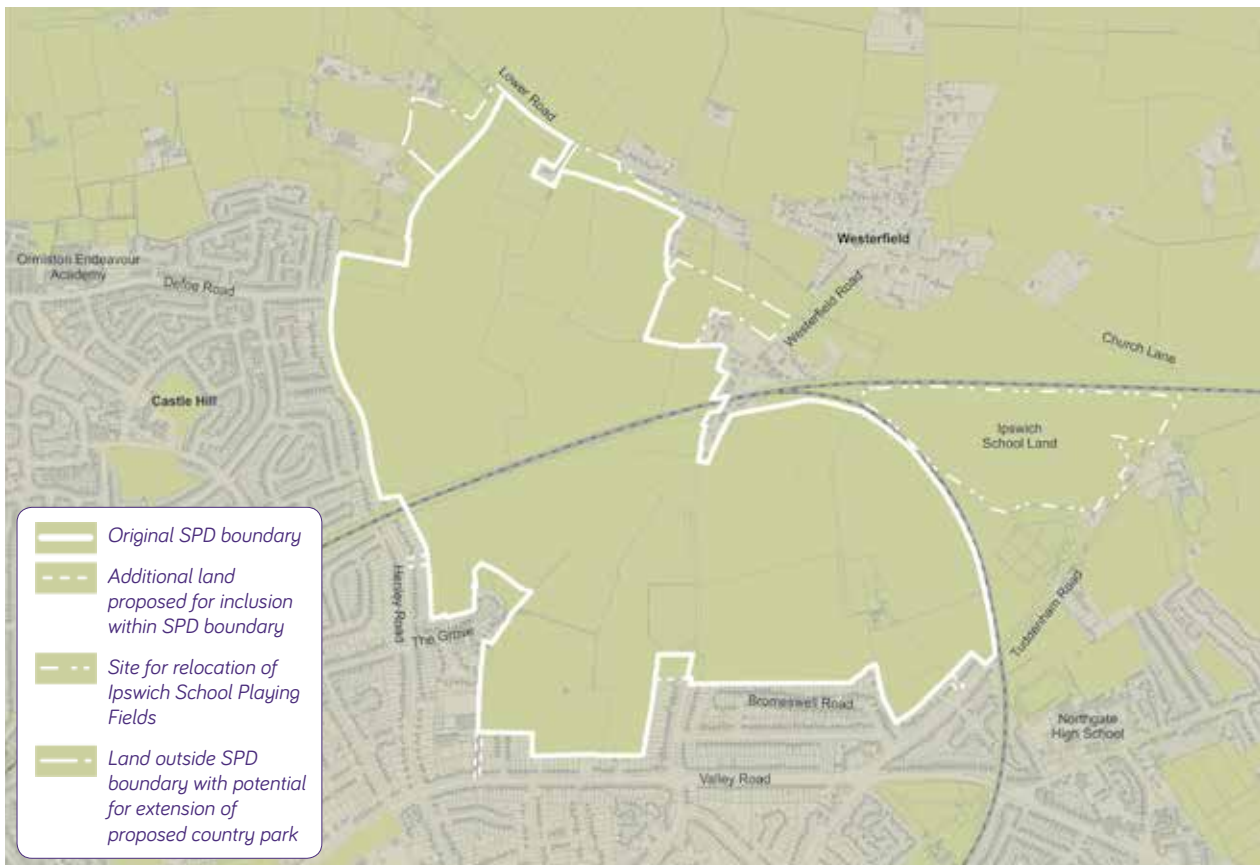 Lower Road
Westerfield
Ormiston Endeavour
Academy
Defoe Road
Westerfield Road
Church Lane
Castle Hill
Ipswich
School Land
Original SPD boundary
Additional land
proposed for inclusion
within SPD boundary
Site for relocation of
Ipswich School Playing
Fields
Land outside SPD
boundary with potential
for extension of
proposed country park
Henley Road
The Grove
Tuddenham Road
Bromeswell Road
Northgate
High School
Valley Road